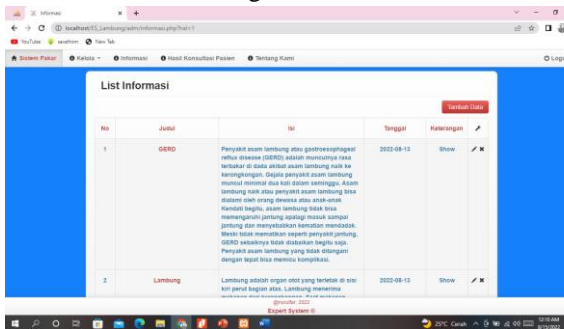 Informasi
localhost/ES_Lambung/adm/informasi.php?hal=1
YouTube
New Tab
Sistem Pakar Kelola Informasi Hasil Konsultasi Pasien Tentang Kami
List Informasi
Tambah Data
No Judul Isi Tanggal Keterangan
1 GERD Penyakit asam lambung atau gastroesophageal 2022-08-13 Show
reflux disease (GERD) adalah munculnya rasa
terbakar di dada akibat asam lambung naik ke
kerongkongan. Gejala penyakit asam lambung
muncul minimal dua kali dalam seminggu. Asam
lambung naik atau penyakit asam lambung bisa
dialami oleh orang dewasa atau anak-anak
Kendati begitu, asam lambung tidak bisa
memengaruhi jantung apalagi masuk sampai
jantung dan menyebabkan kematian mendadak.
Meski tidak mematikan seperti penyakit jantung,
GERD sebaiknya tidak diabaikan begitu saja.
Penyakit asam lambung yang tidak ditangani
dengan tepat bisa memicu komplikasi.
2 Lambung Lambung adalah organ otot yang terletak di sisi 2022-08-13 Show
kiri perut bagian atas. Lambung menerima
Expert System ©
25°C Cerah
12:10 AM
8/15/2022